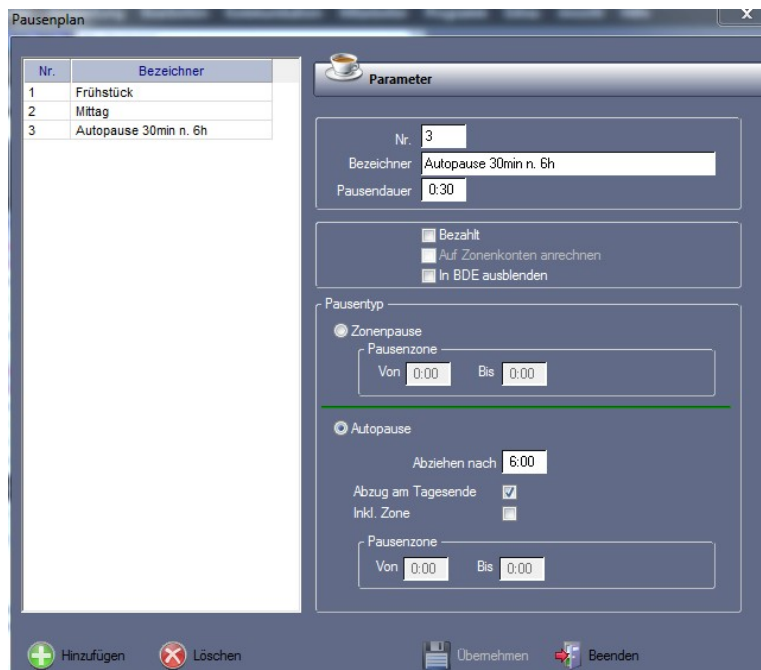 Pausenplan
x
Nr. Bezeichner
1 Frühstück
2 Mittag
3 Autopause 30min n. 6h
Parameter
Nr. 3
Bezeichner Autopause 30min n. 6h
Pausendauer 0:30
Bezahlt
Auf Zonenkonten anrechnen
In BDE ausblenden
Pausentyp
Zonenpause
Pausenzone
Von 0:00 Bis 0:00
Autopause
Abziehen nach 6:00
Abzug am Tagesende
Inkl. Zone
Pausenzone
Von 0:00 Bis 0:00
Hinzufügen Löschen Übernehmen Beenden